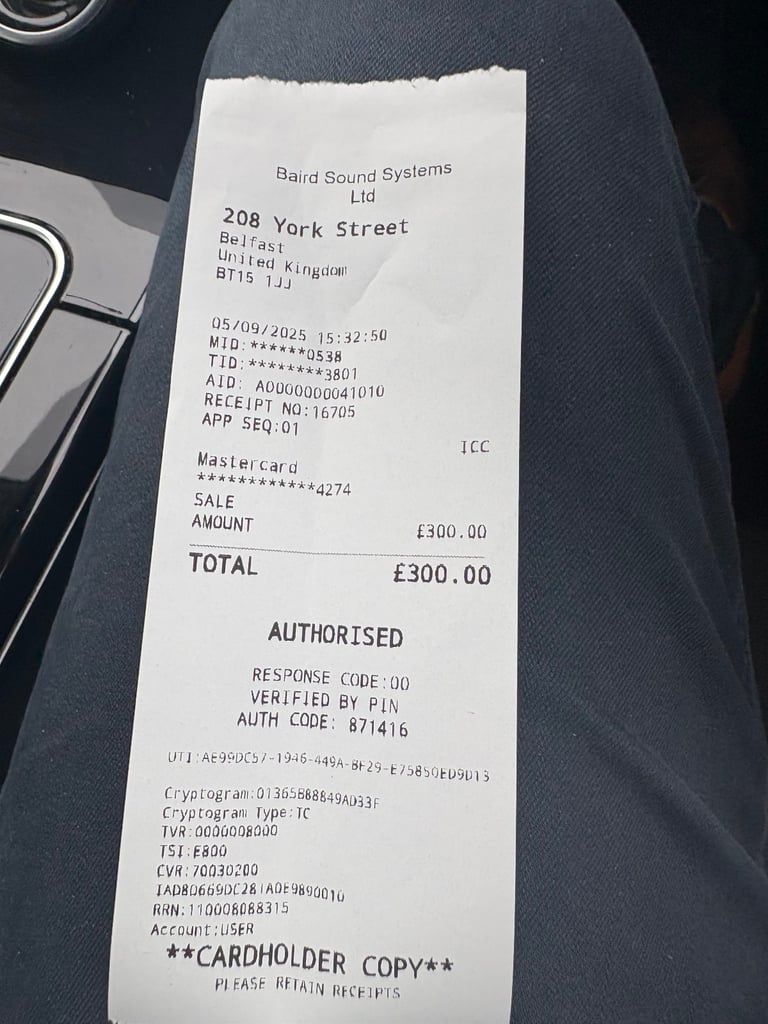 Baird Sound Systems
Ltd
208 York Street
Belfast
United Kingdom
BT15 1JJ
05/09/2025 15:32:50
MID:******0538
TID:********3801
AID: A0000000041010
RECEIPT NO:16705
APP SEQ:01
ICC
Mastercard
************4274
SALE
AMOUNT £300.00
TOTAL £300.00
AUTHORISED
RESPONSE CODE:00
VERIFIED BY PIN
AUTH CODE: 871416
UTI:AE99DC57-1946-449A-BF29-E75850ED9D13
Cryptogram:01365B88849AD33F
Cryptogram Type:TC
TVR:0000008000
TSI:E800
CVR:70030200
IAD80669DC281A0E9890010
RRN:110008088315
Account:USER
**CARDHOLDER COPY**
PLEASE RETAIN RECEIPTS